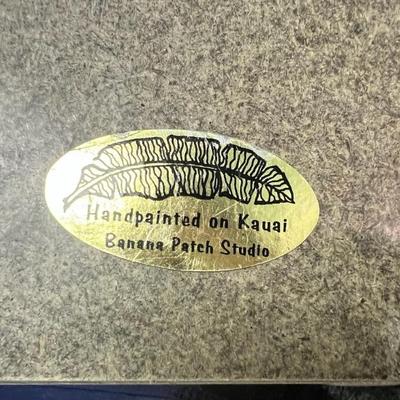 Handpainted on Kauai
Banana Patch Studio